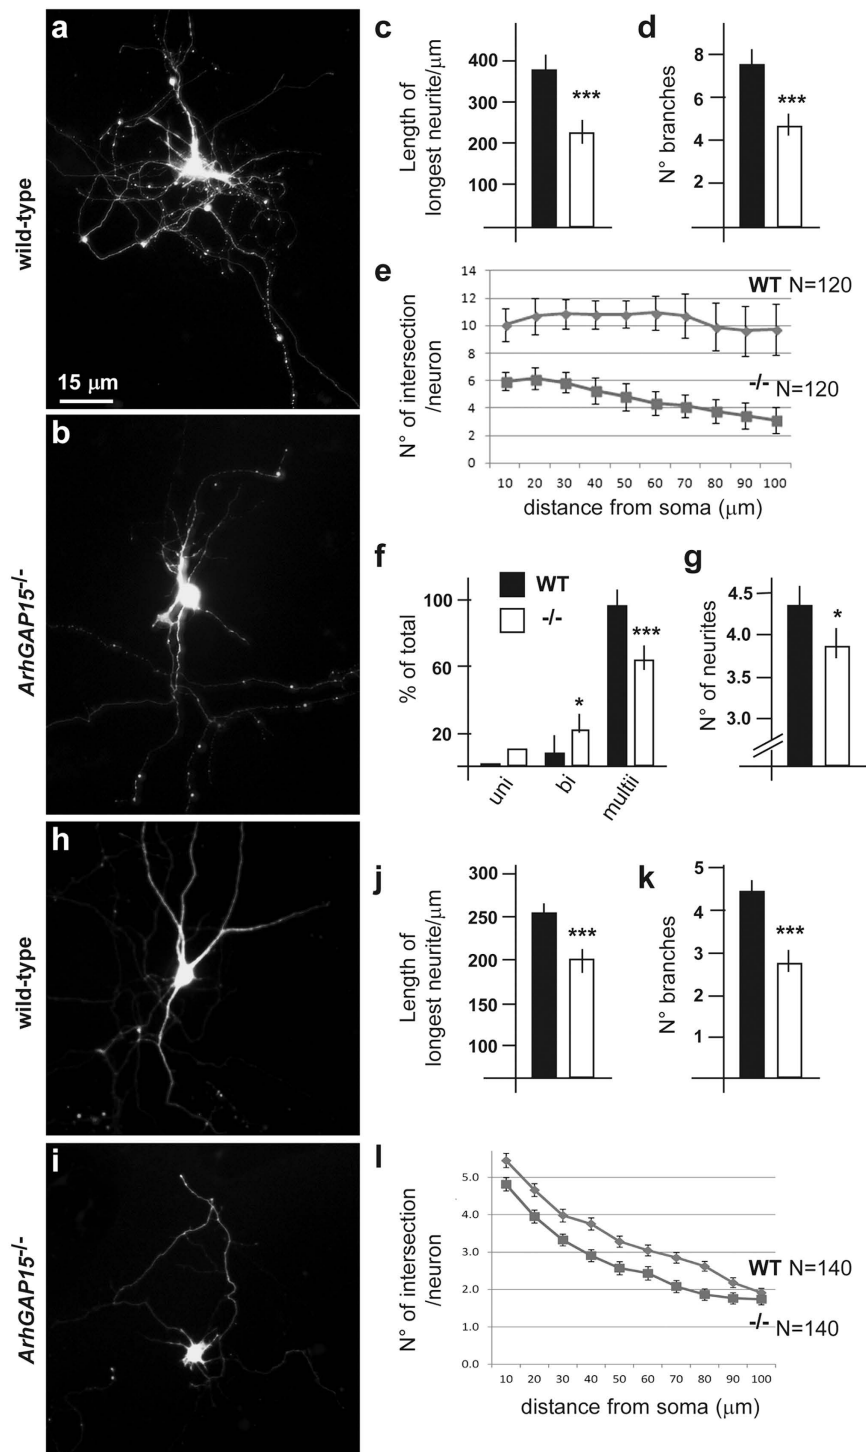 a
wild-type
15 μm
b
ArhGAP15-/-
c
Length of
longest neurite/μm
400
300
200
100
***
d
N° branches
8
6
4
2
***
e
N° of intersection
/neuron
14
12
10
8
6
4
2
0
WT N=120
-/- N=120
10 20 30 40 50 60 70 80 90 100
distance from soma (μm)
f
% of total
100
60
20
WT
-/-
*
***
uni
bi
multii
g
N° of neurites
4.5
4.0
3.5
3.0
*
h
wild-type
i
ArhGAP15-/-
j
Length of
longest neurite/μm
300
250
200
150
100
***
k
N° branches
5
4
3
2
1
***
l
N° of intersection
/neuron
5.0
4.0
3.0
2.0
1.0
0.0
WT N=140
-/- N=140
10 20 30 40 50 60 70 80 90 100
distance from soma (μm)